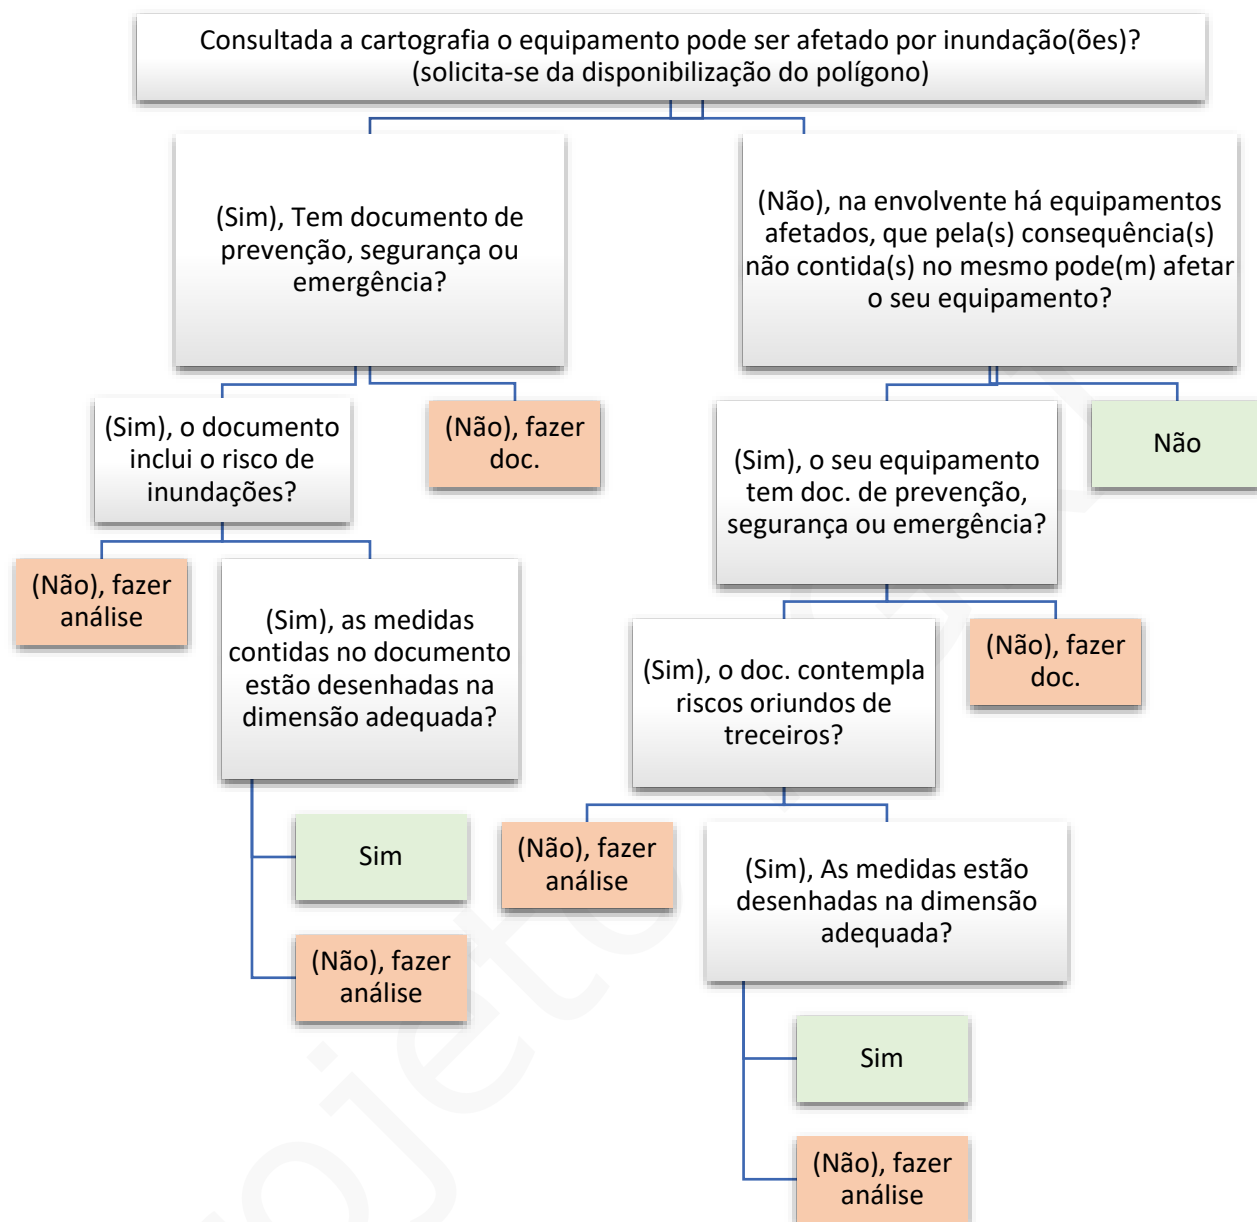 Consultada a cartografia o equipamento pode ser afetado por inundação(ões)?
(solicita-se da disponibilização do polígono)
(Sim), Tem documento de
prevenção, segurança ou
emergência?
(Não), na envolvente há equipamentos
afetados, que pela(s) consequência(s)
não contida(s) no mesmo pode(m) afetar
o seu equipamento?
(Sim), o documento
inclui o risco de
inundações?
(Não), fazer
doc.
(Sim), o seu equipamento
tem doc. de prevenção,
segurança ou emergência?
Não
(Não), fazer
análise
(Sim), as medidas
contidas no documento
estão desenhadas na
dimensão adequada?
(Sim), o doc. contempla
riscos oriundos de
treceiros?
(Não), fazer
doc.
Sim
(Não), fazer
análise
(Não), fazer
análise
(Sim), As medidas estão
desenhadas na dimensão
adequada?
Sim
(Não), fazer
análise